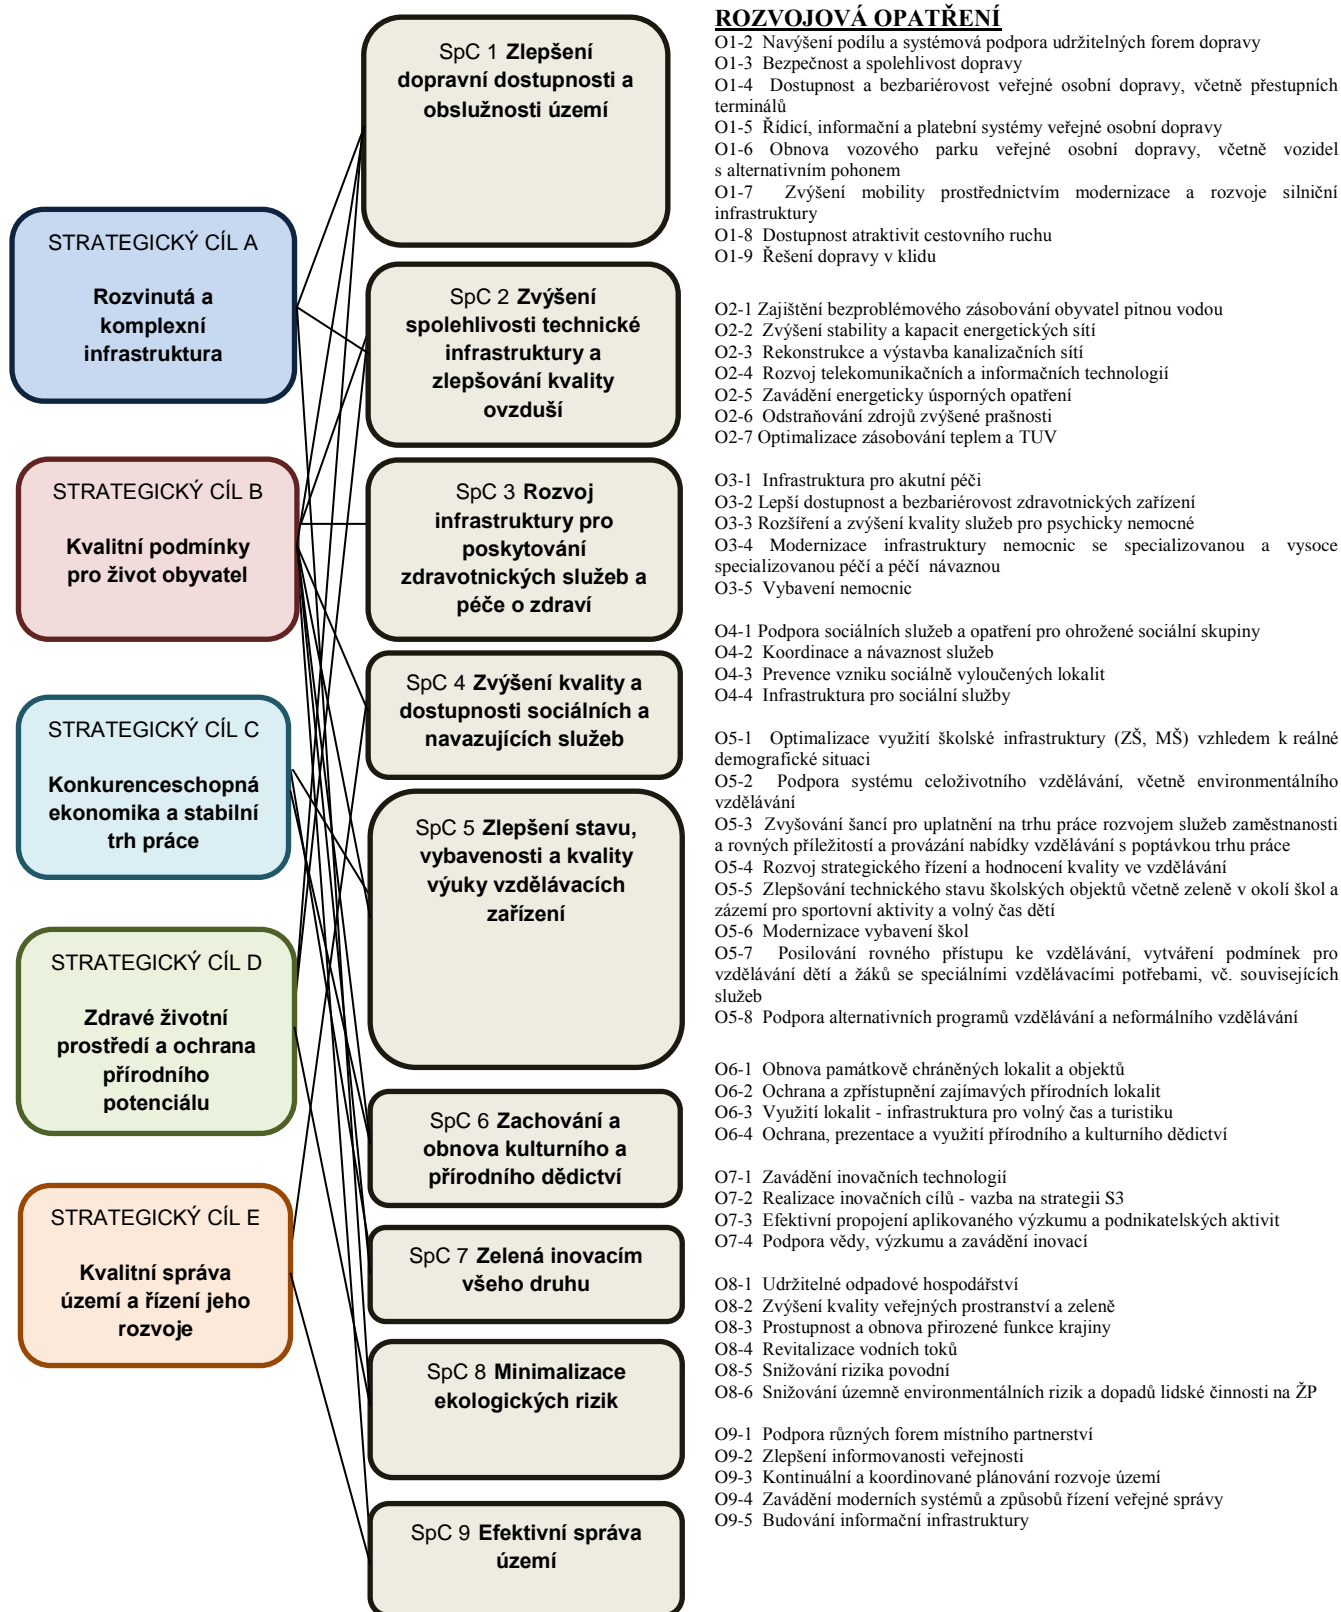 STRATEGICKÝ CÍL A
Rozvinutá a
komplexní
infrastruktura
STRATEGICKÝ CÍL B
Kvalitní podmínky
pro život obyvatel
STRATEGICKÝ CÍL C
Konkurenceschopná
ekonomika a stabilní
trh práce
STRATEGICKÝ CÍL D
Zdravé životní
prostředí a ochrana
přírodního
potenciálu
STRATEGICKÝ CÍL E
Kvalitní správa
území a řízení jeho
rozvoje
SpC 1 Zlepšení
dopravní dostupnosti a
obslužnosti území
SpC 2 Zvýšení
spolehlivosti technické
infrastruktury a
zlepšování kvality
ovzduší
SpC 3 Rozvoj
infrastruktury pro
poskytování
zdravotnických služeb a
péče o zdraví
SpC 4 Zvýšení kvality a
dostupnosti sociálních a
navazujících služeb
SpC 5 Zlepšení stavu,
vybavenosti a kvality
výuky vzdělávacích
zařízení
SpC 6 Zachování a
obnova kulturního a
přírodního dědictví
SpC 7 Zelená inovacím
všeho druhu
SpC 8 Minimalizace
ekologických rizik
SpC 9 Efektivní správa
území
ROZVOJOVÁ OPATŘENÍ
O1-2 Navýšení podílu a systémová podpora udržitelných forem dopravy
O1-3 Bezpečnost a spolehlivost dopravy
O1-4 Dostupnost a bezbariérovost veřejné osobní dopravy, včetně přestupních
terminálů
O1-5 Řídicí, informační a platební systémy veřejné osobní dopravy
O1-6 Obnova vozového parku veřejné osobní dopravy, včetně vozidel
s alternativním pohonem
O1-7 Zvýšení mobility prostřednictvím modernizace a rozvoje silniční
infrastruktury
O1-8 Dostupnost atraktivit cestovního ruchu
O1-9 Řešení dopravy v klidu
O2-1 Zajištění bezproblémového zásobování obyvatel pitnou vodou
O2-2 Zvýšení stability a kapacit energetických sítí
O2-3 Rekonstrukce a výstavba kanalizačních sítí
O2-4 Rozvoj telekomunikačních a informačních technologií
O2-5 Zavádění energeticky úsporných opatření
O2-6 Odstraňování zdrojů zvýšené prašnosti
O2-7 Optimalizace zásobování teplem a TUV
O3-1 Infrastruktura pro akutní péči
O3-2 Lepší dostupnost a bezbariérovost zdravotnických zařízení
O3-3 Rozšíření a zvýšení kvality služeb pro psychicky nemocné
O3-4 Modernizace infrastruktury nemocnic se specializovanou a vysoce
specializovanou péčí a péčí návaznou
O3-5 Vybavení nemocnic
O4-1 Podpora sociálních služeb a opatření pro ohrožené sociální skupiny
O4-2 Koordinace a návaznost služeb
O4-3 Prevence vzniku sociálně vyloučených lokalit
O4-4 Infrastruktura pro sociální služby
O5-1 Optimalizace využití školské infrastruktury (ZŠ, MŠ) vzhledem k reálné
demografické situaci
O5-2 Podpora systému celoživotního vzdělávání, včetně environmentálního
vzdělávání
O5-3 Zvyšování šancí pro uplatnění na trhu práce rozvojem služeb zaměstnanosti
a rovných příležitostí a provázání nabídky vzdělávání s poptávkou trhu práce
O5-4 Rozvoj strategického řízení a hodnocení kvality ve vzdělávání
O5-5 Zlepšování technického stavu školských objektů včetně zeleně v okolí škol a
zázemí pro sportovní aktivity a volný čas dětí
O5-6 Modernizace vybavení škol
O5-7 Posilování rovného přístupu ke vzdělávání, vytváření podmínek pro
vzdělávání dětí a žáků se speciálními vzdělávacími potřebami, vč. souvisejících
služeb
O5-8 Podpora alternativních programů vzdělávání a neformálního vzdělávání
O6-1 Obnova památkově chráněných lokalit a objektů
O6-2 Ochrana a zpřístupnění zajímavých přírodních lokalit
O6-3 Využití lokalit - infrastruktura pro volný čas a turistiku
O6-4 Ochrana, prezentace a využití přírodního a kulturního dědictví
O7-1 Zavádění inovačních technologií
O7-2 Realizace inovačních cílů - vazba na strategii S3
O7-3 Efektivní propojení aplikovaného výzkumu a podnikatelských aktivit
O7-4 Podpora vědy, výzkumu a zavádění inovací
O8-1 Udržitelné odpadové hospodářství
O8-2 Zvýšení kvality veřejných prostranství a zeleně
O8-3 Prostupnost a obnova přirozené funkce krajiny
O8-4 Revitalizace vodních toků
O8-5 Snižování rizika povodní
O8-6 Snižování územně environmentálních rizik a dopadů lidské činnosti na ŽP
O9-1 Podpora různých forem místního partnerství
O9-2 Zlepšení informovanosti veřejnosti
O9-3 Kontinuální a koordinované plánování rozvoje území
O9-4 Zavádění moderních systémů a způsobů řízení veřejné správy
O9-5 Budování informační infrastruktury